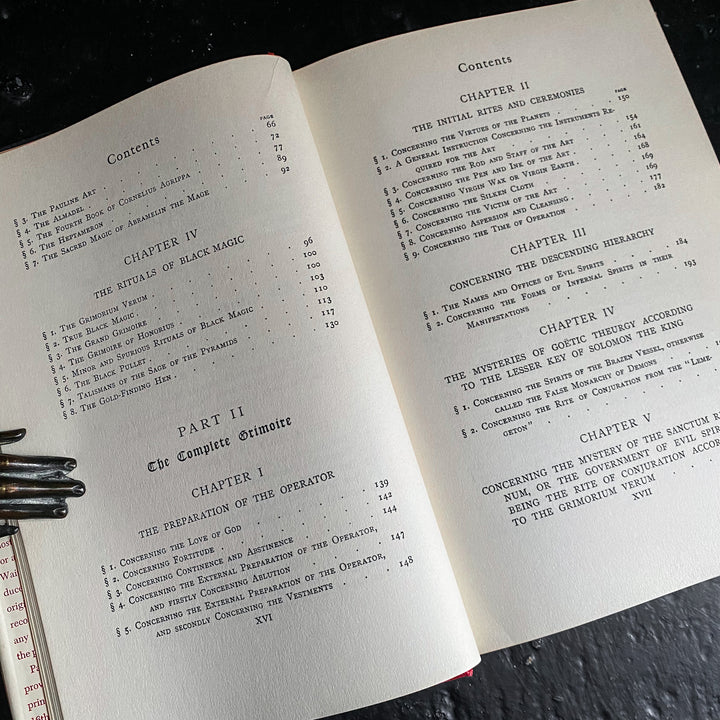 Contents
PAGE
§ 3. THE PAULINE ART . . . . 66
§ 4. THE ALMADEL . . . . 72
§ 5. THE FOURTH BOOK OF CORNELIUS AGRIPPA . . . . 77
§ 6. THE HEPTAMERON . . . . 89
§ 7. THE SACRED MAGIC OF ABRAMELIN THE MAGE 92
CHAPTER IV
THE RITUALS OF BLACK MAGIC
§ 1. THE GRIMORIUM VERUM . . . . 96
§ 2. TRUE BLACK MAGIC . . . . 100
§ 3. THE GRAND GRIMOIRE . . . . 100
§ 4. THE GRIMOIRE OF HONORIUS . . . . 103
§ 5. MINOR AND SPURIOUS RITUALS OF BLACK MAGIC . 110
§ 6. THE BLACK PULLET . . . . 113
§ 7. TALISMANS OF THE SAGE OF THE PYRAMIDS . . . . 117
§ 8. THE GOLD-FINDING HEN . . . . 130
PART II
The Complete Grimoire
CHAPTER I
THE PREPARATION OF THE OPERATOR
§ 1. CONCERNING THE LOVE OF GOD . . . . 139
§ 2. CONCERNING FORTITUDE . . . . 142
§ 3. CONCERNING CONTINENCE AND ABSTINENCE . . . . 144
§ 4. CONCERNING THE EXTERNAL PREPARATION OF THE OPERATOR,
AND FIRSTLY CONCERNING ABLUTION . . . . 147
§ 5. CONCERNING THE EXTERNAL PREPARATION OF THE OPERATOR,
AND SECONDLY CONCERNING THE VESTMENTS . . . . 148
XVI
Contents
CHAPTER II
THE INITIAL RITES AND CEREMONIES
PAGE
§ 1. CONCERNING THE VIRTUES OF THE PLANETS . . 150
§ 2. A GENERAL INSTRUCTION CONCERNING THE INSTRUMENTS RE-
QUIRED FOR THE ART . . . . 154
§ 3. CONCERNING THE ROD AND STAFF OF THE ART . . 161
§ 4. CONCERNING THE PEN AND INK OF THE ART . . 164
§ 5. CONCERNING VIRGIN WAX OR VIRGIN EARTH . . 168
§ 6. CONCERNING THE SILKEN CLOTH . . . . 169
§ 7. CONCERNING THE VICTIM OF THE ART . . 169
§ 8. CONCERNING ASPERSION AND CLEANSING . . 177
§ 9. CONCERNING THE TIME OF OPERATION . . 182
CHAPTER III
CONCERNING THE DESCENDING HIERARCHY
§ 1. THE NAMES AND OFFICES OF EVIL SPIRITS . . 184
§ 2. CONCERNING THE FORMS OF INFERNAL SPIRITS IN THEIR
MANIFESTATIONS . . . . 193
CHAPTER IV
THE MYSTERIES OF GOËTIC THEURGY ACCORDING
TO THE LESSER KEY OF SOLOMON THE KING
§ 1. CONCERNING THE SPIRITS OF THE BRAZEN VESSEL, OTHERWISE
CALLED THE FALSE MONARCHY OF DEMONS . . . .
§ 2. CONCERNING THE RITE OF CONJURATION FROM THE "LEME-
GETON" . . . .
CHAPTER V
CONCERNING THE MYSTERY OF THE SANCTUM R
NUM, OR THE GOVERNMENT OF EVIL SPIR
BEING THE RITE OF CONJURATION ACCOR
TO THE GRIMORIUM VERUM . .
XVII